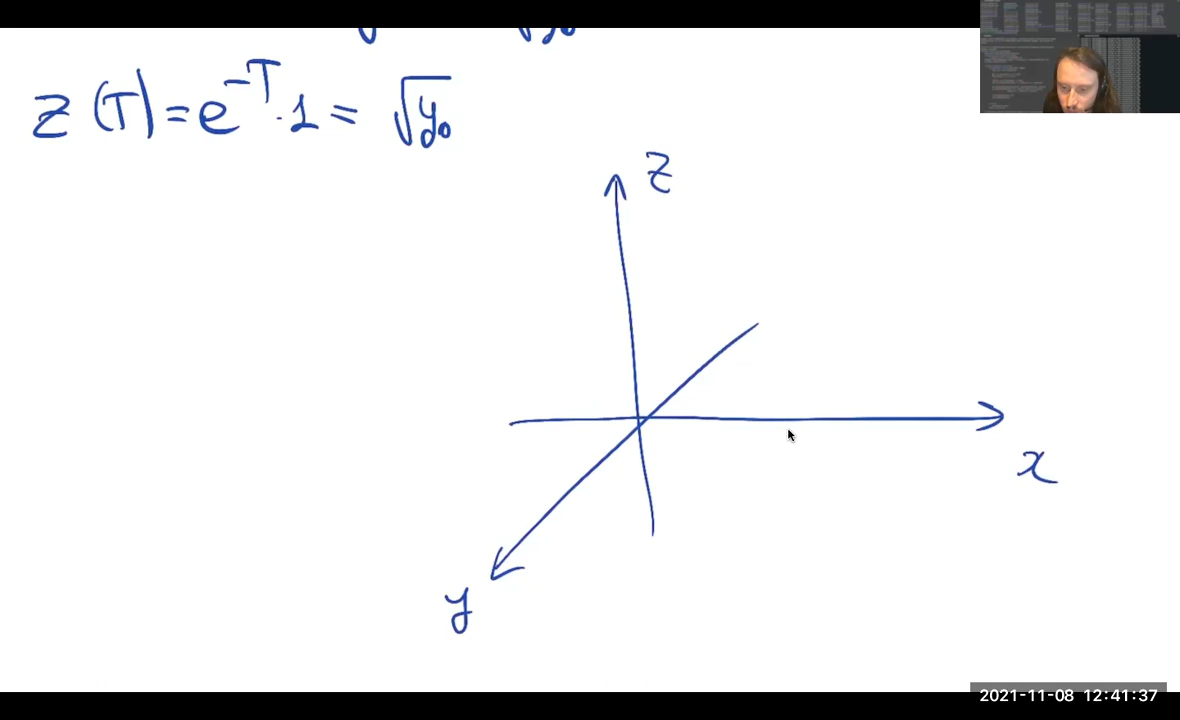 z(T) = e^{-T} · 1 = √y₀
z
x
y
2021-11-08 12:41:37